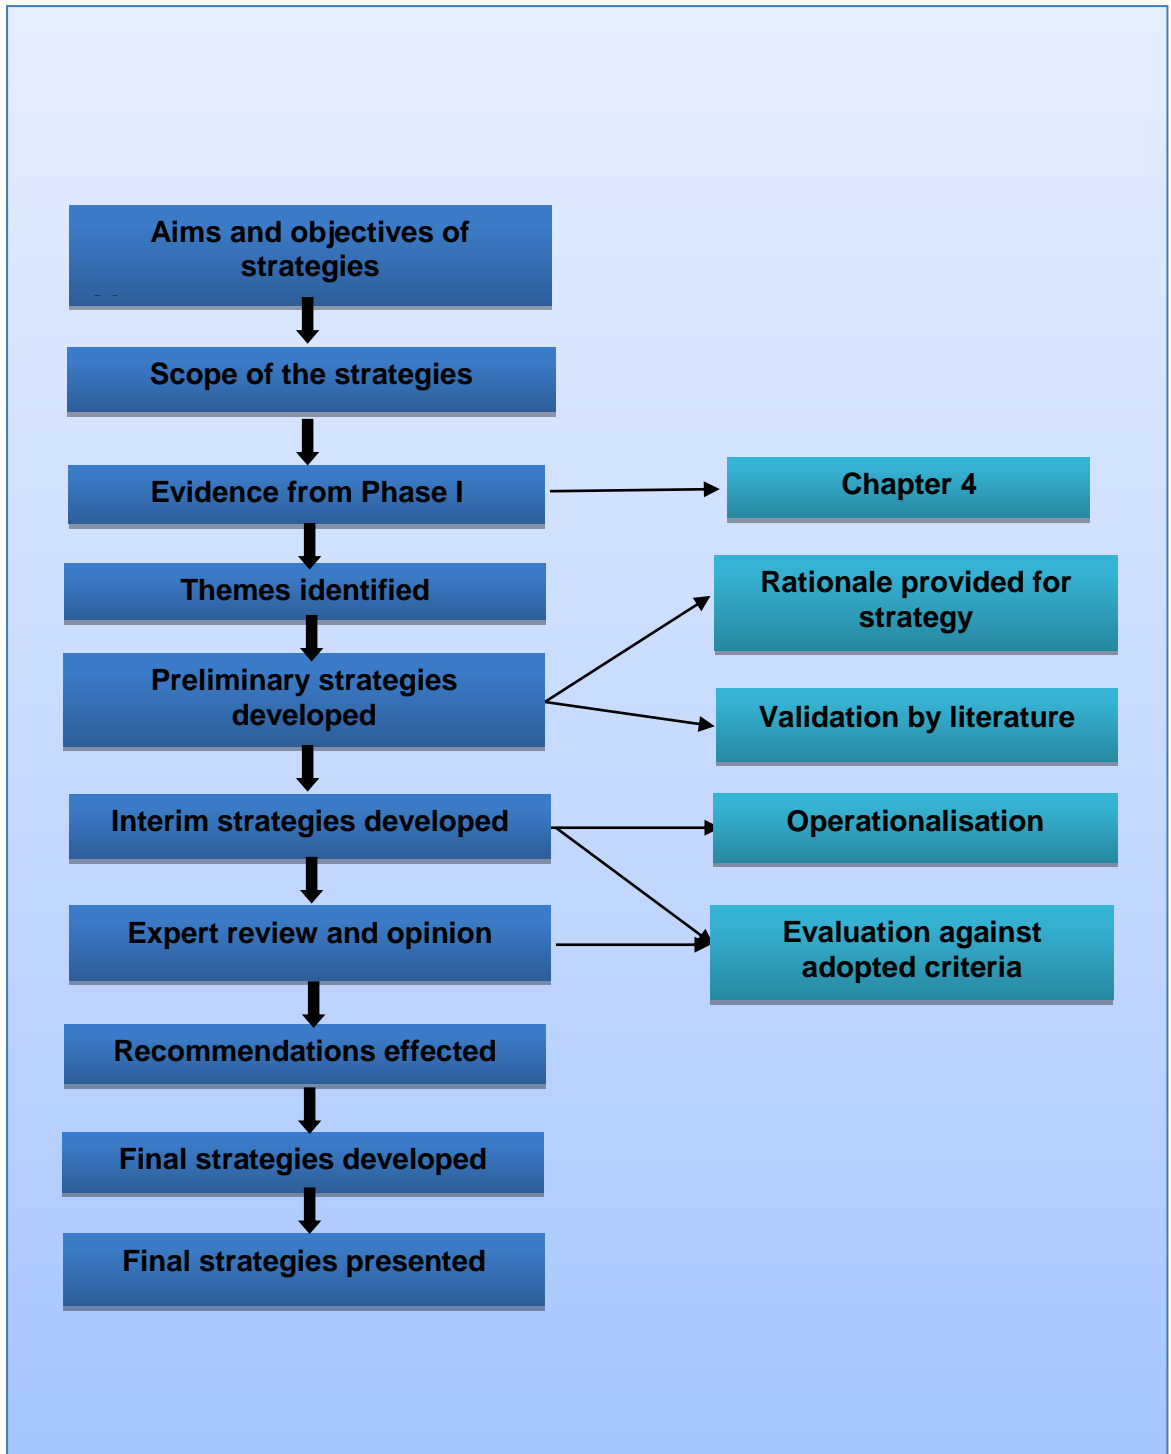 Aims and objectives of
strategies
Scope of the strategies
Evidence from Phase I
Chapter 4
Themes identified
Rationale provided for
strategy
Preliminary strategies
developed
Validation by literature
Interim strategies developed
Operationalisation
Expert review and opinion
Evaluation against
adopted criteria
Recommendations effected
Final strategies developed
Final strategies presented